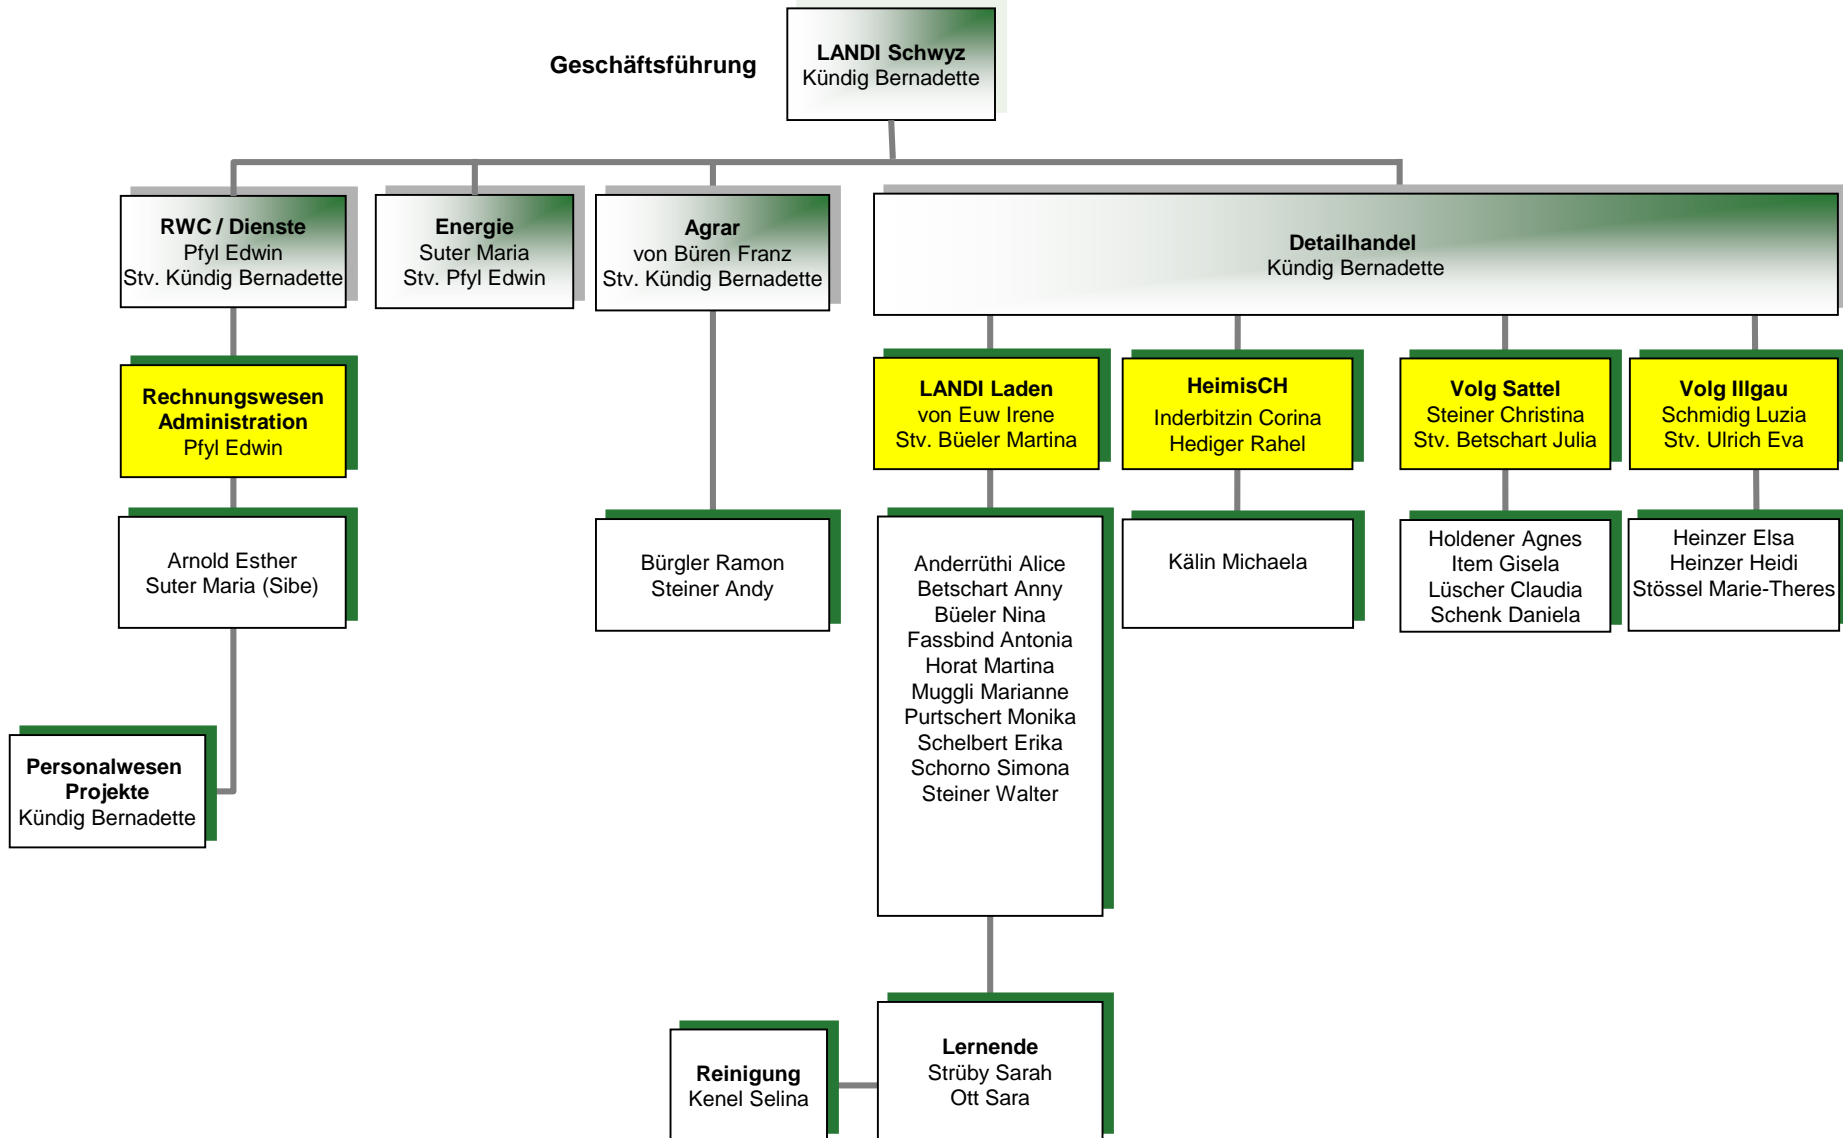 Geschäftsführung
LANDI Schwyz
Kündig Bernadette
RWC / Dienste
Pfyl Edwin
Stv. Kündig Bernadette
Energie
Suter Maria
Stv. Pfyl Edwin
Agrar
von Büren Franz
Stv. Kündig Bernadette
Detailhandel
Kündig Bernadette
Rechnungswesen
Administration
Pfyl Edwin
LANDI Laden
von Euw Irene
Stv. Büeler Martina
HeimisCH
Inderbitzin Corina
Hediger Rahel
Volg Sattel
Steiner Christina
Stv. Betschart Julia
Volg Illgau
Schmidig Luzia
Stv. Ulrich Eva
Arnold Esther
Suter Maria (Sibe)
Bürgler Ramon
Steiner Andy
Anderrüthi Alice
Betschart Anny
Büeler Nina
Fassbind Antonia
Horat Martina
Muggli Marianne
Purtschert Monika
Schelbert Erika
Schorno Simona
Steiner Walter
Kälin Michaela
Holdener Agnes
Item Gisela
Lüscher Claudia
Schenk Daniela
Heinzer Elsa
Heinzer Heidi
Stössel Marie-Theres
Personalwesen
Projekte
Kündig Bernadette
Reinigung
Kenel Selina
Lernende
Strüby Sarah
Ott Sara